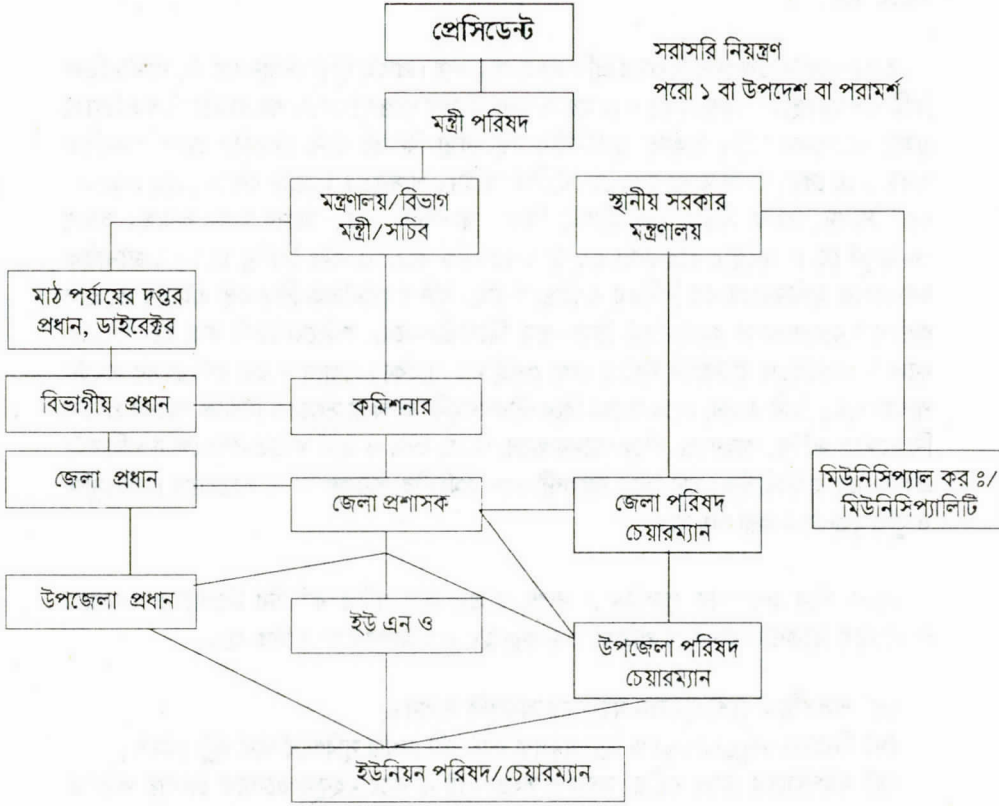 প্রেসিডেন্ট
সরাসরি নিয়ন্ত্রণ
পরো ১ বা উপদেশ বা পরামর্শ
মন্ত্রী পরিষদ
মন্ত্রণালয়/বিভাগ
মন্ত্রী/সচিব
স্থানীয় সরকার
মন্ত্রণালয়
মাঠ পর্যায়ের দপ্তর
প্রধান, ডাইরেক্টর
বিভাগীয় প্রধান
কমিশনার
জেলা প্রধান
জেলা প্রশাসক
জেলা পরিষদ
চেয়ারম্যান
মিউনিসিপ্যাল কর ঃ/
মিউনিসিপ্যালিটি
উপজেলা প্রধান
ইউ এন ও
উপজেলা পরিষদ
চেয়ারম্যান
ইউনিয়ন পরিষদ/চেয়ারম্যান